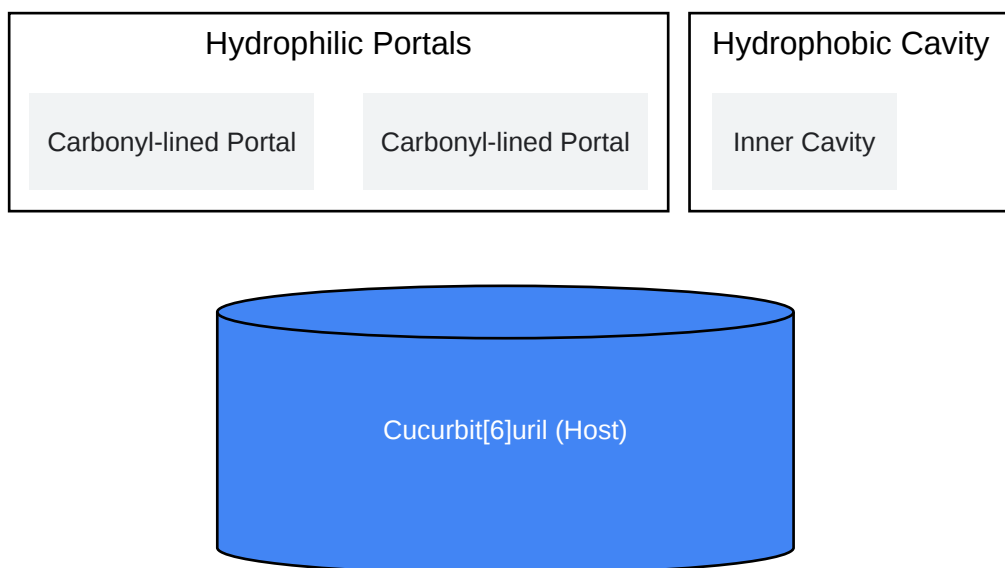 Hydrophilic Portals
Hydrophobic Cavity
Carbonyl-lined Portal
Carbonyl-lined Portal
Inner Cavity
Cucurbit[6]uril (Host)